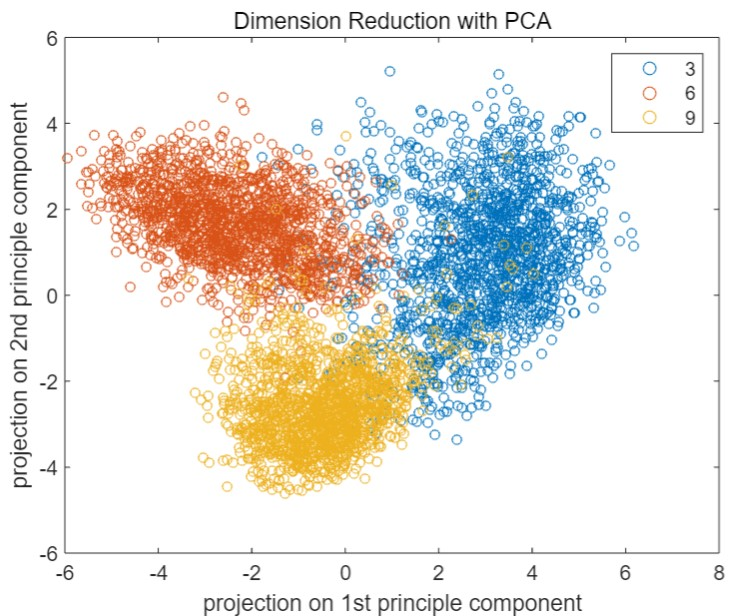 Dimension Reduction with PCA
6
4
2
0
-2
-4
-6
projection on 2nd principle component
3
6
9
-6 -4 -2 0 2 4 6 8
projection on 1st principle component